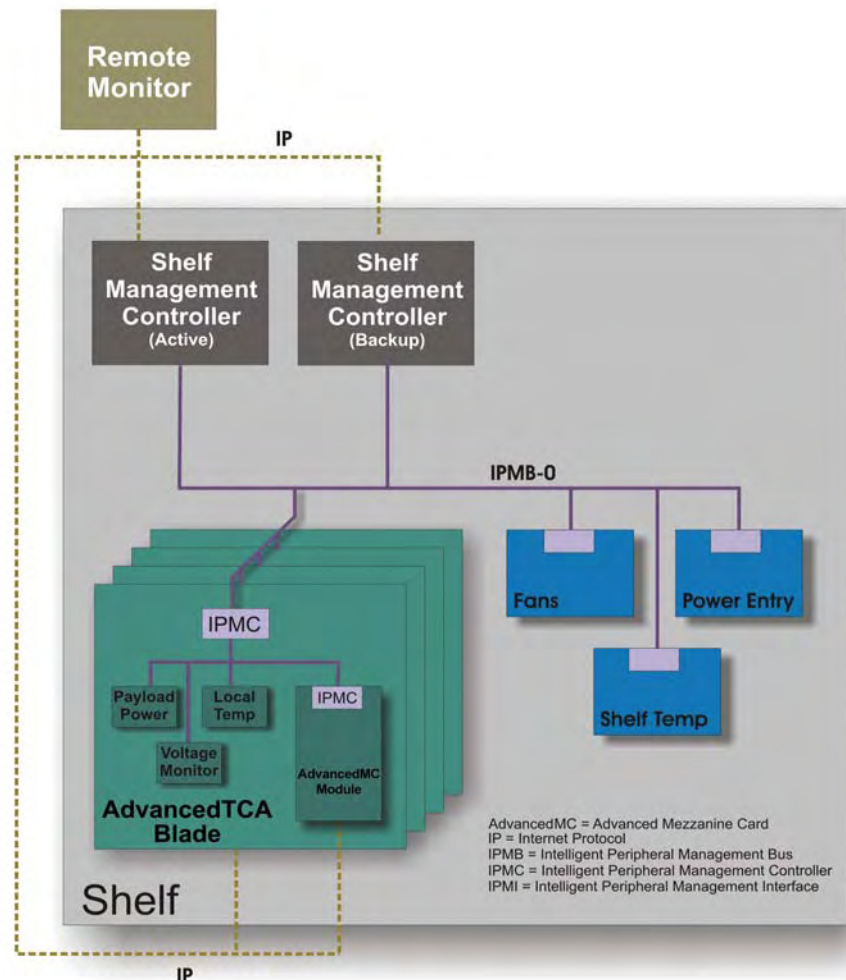 Remote
Monitor
IP
Shelf
Management
Controller
(Active)
Shelf
Management
Controller
(Backup)
IPMB-0
Fans
Power Entry
Shelf Temp
IPMC
Payload
Power
Local
Temp
Voltage
Monitor
IPMC
AdvancedMC
Module
AdvancedTCA
Blade
AdvancedMC = Advanced Mezzanine Card
IP = Internet Protocol
IPMB = Intelligent Peripheral Management Bus
IPMC = Intelligent Peripheral Management Controller
IPMI = Intelligent Peripheral Management Interface
Shelf
IP